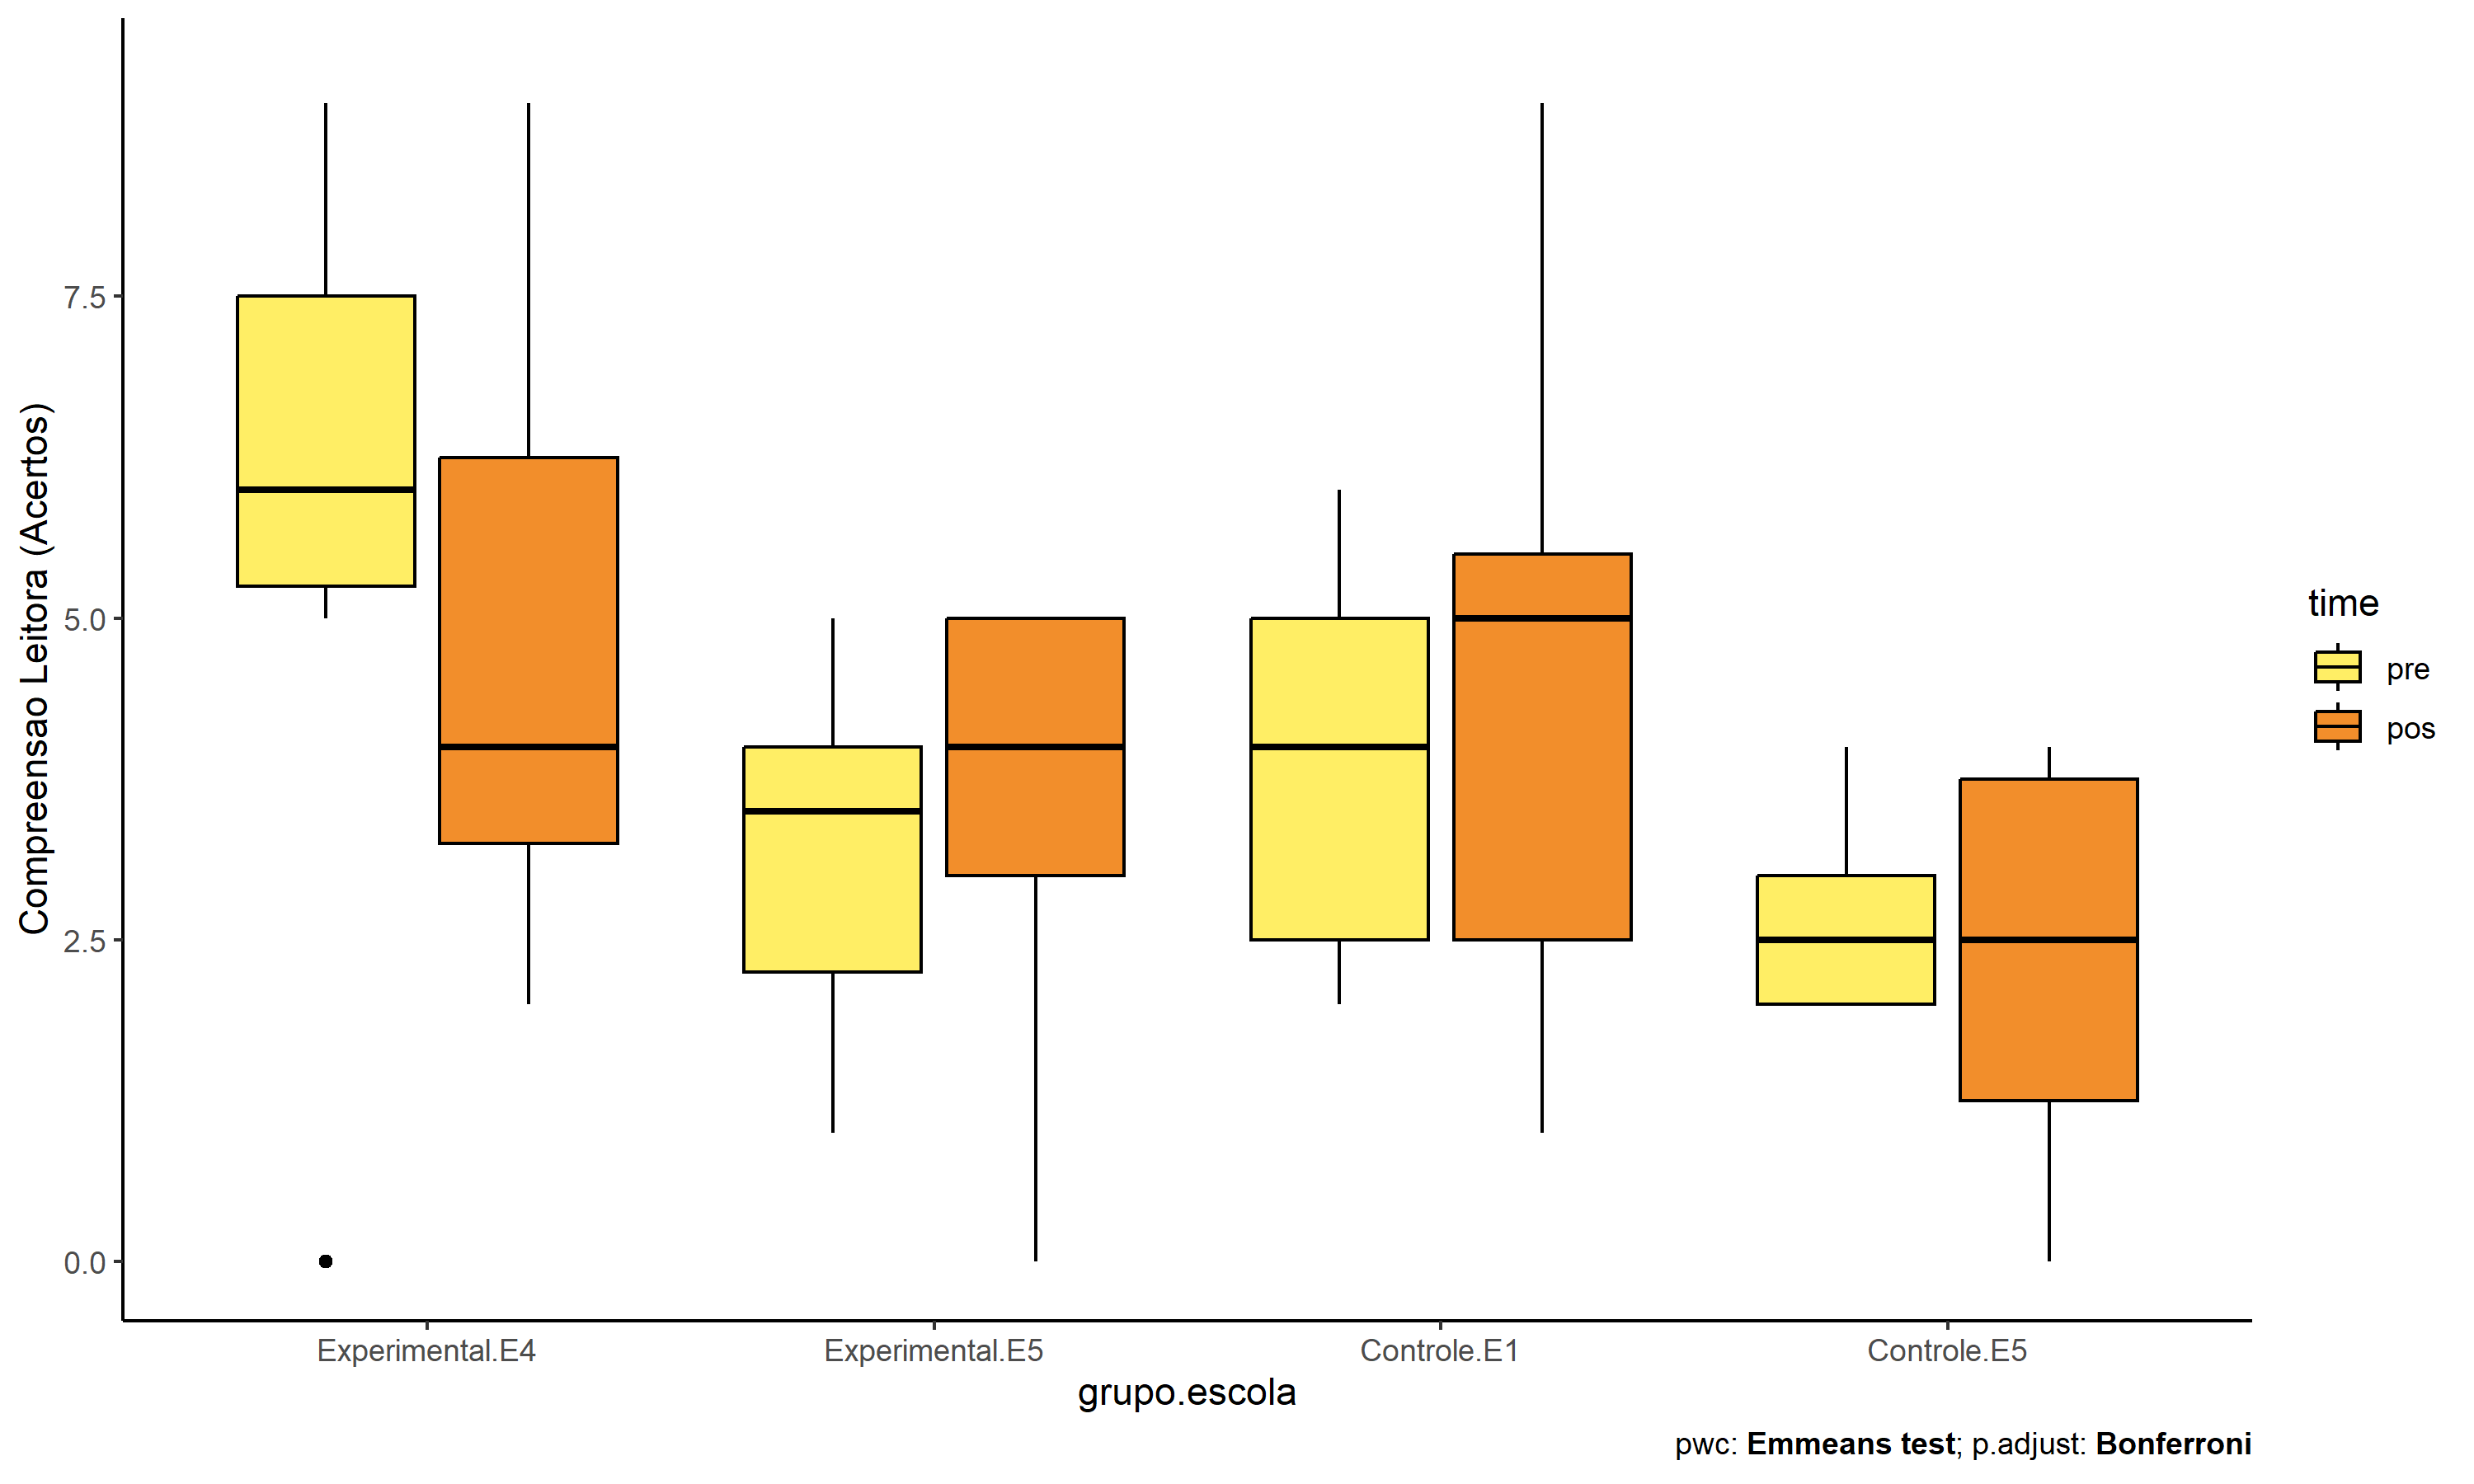 Compreensao Leitora (Acertos)
7.5
5.0
2.5
0.0
Experimental.E4
Experimental.E5
Controle.E1
Controle.E5
grupo.escola
time
pre
pos
pwc: Emmeans test; p.adjust: Bonferroni